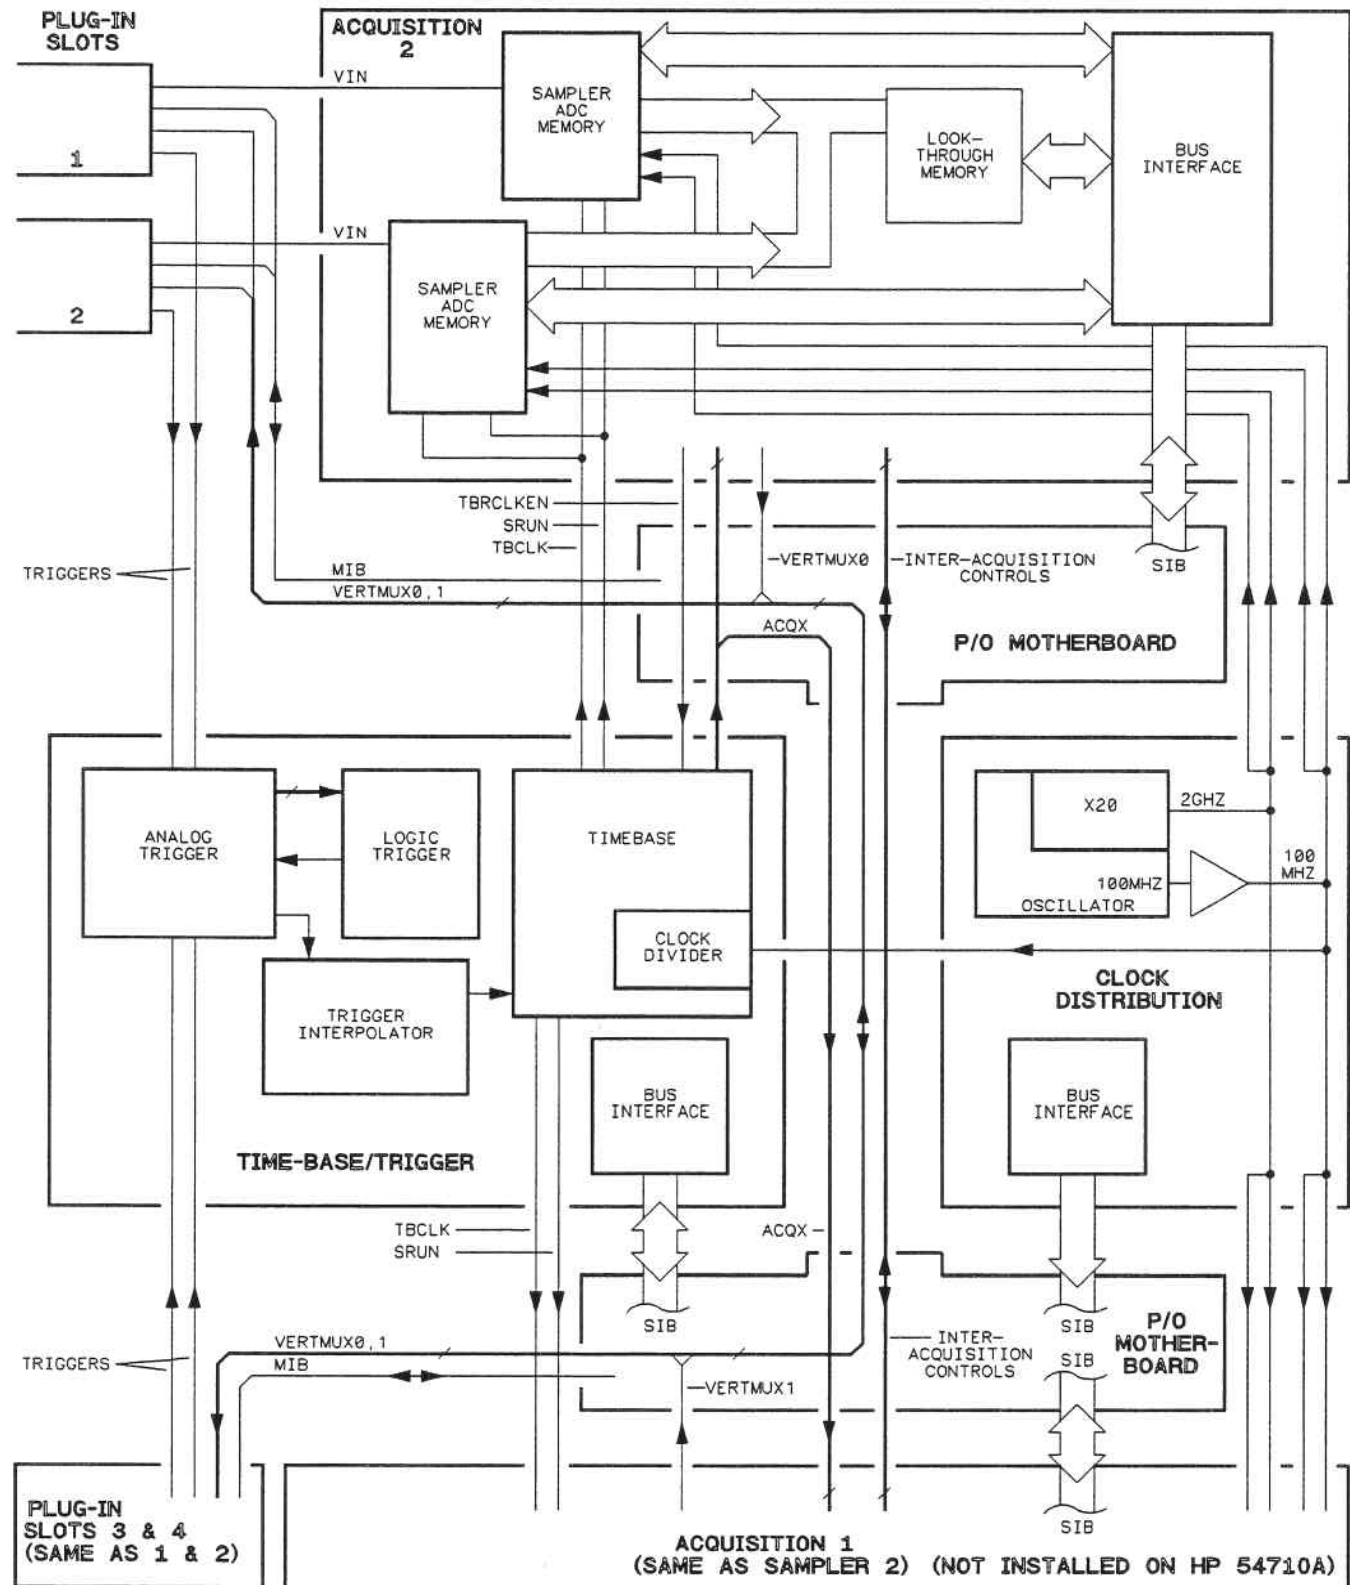 PLUG-IN
SLOTS
ACQUISITION
2
VIN
SAMPLER
ADC
MEMORY
1
LOOK-
THROUGH
MEMORY
BUS
INTERFACE
VIN
SAMPLER
ADC
MEMORY
2
TBRCLKEN
SRUN
TBCLK
VERTMUX0
INTER-ACQUISITION
CONTROLS
SIB
TRIGGERS
MIB
VERTMUX0,1
ACQX
P/O MOTHERBOARD
ANALOG
TRIGGER
LOGIC
TRIGGER
TIMEBASE
X20
2GHZ
100MHZ
100
MHZ
OSCILLATOR
CLOCK
DIVIDER
CLOCK
DISTRIBUTION
TRIGGER
INTERPOLATOR
BUS
INTERFACE
BUS
INTERFACE
TIME-BASE/TRIGGER
TBCLK
SRUN
ACQX
SIB
SIB
P/O
MOTHER-
BOARD
VERTMUX0,1
TRIGGERS
MIB
VERTMUX1
INTER-
ACQUISITION
CONTROLS
SIB
PLUG-IN
SLOTS 3 & 4
(SAME AS 1 & 2)
SIB
ACQUISITION 1
(SAME AS SAMPLER 2) (NOT INSTALLED ON HP 54710A)